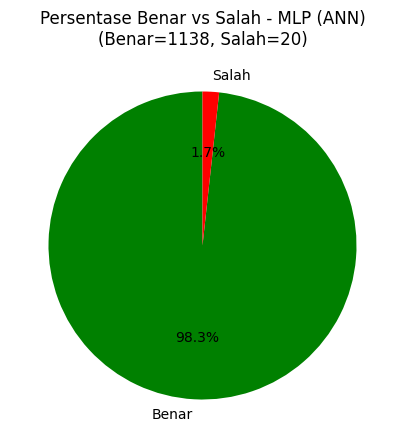 Persentase Benar vs Salah - MLP (ANN)
(Benar=1138, Salah=20)
Salah
1.7%
98.3%
Benar